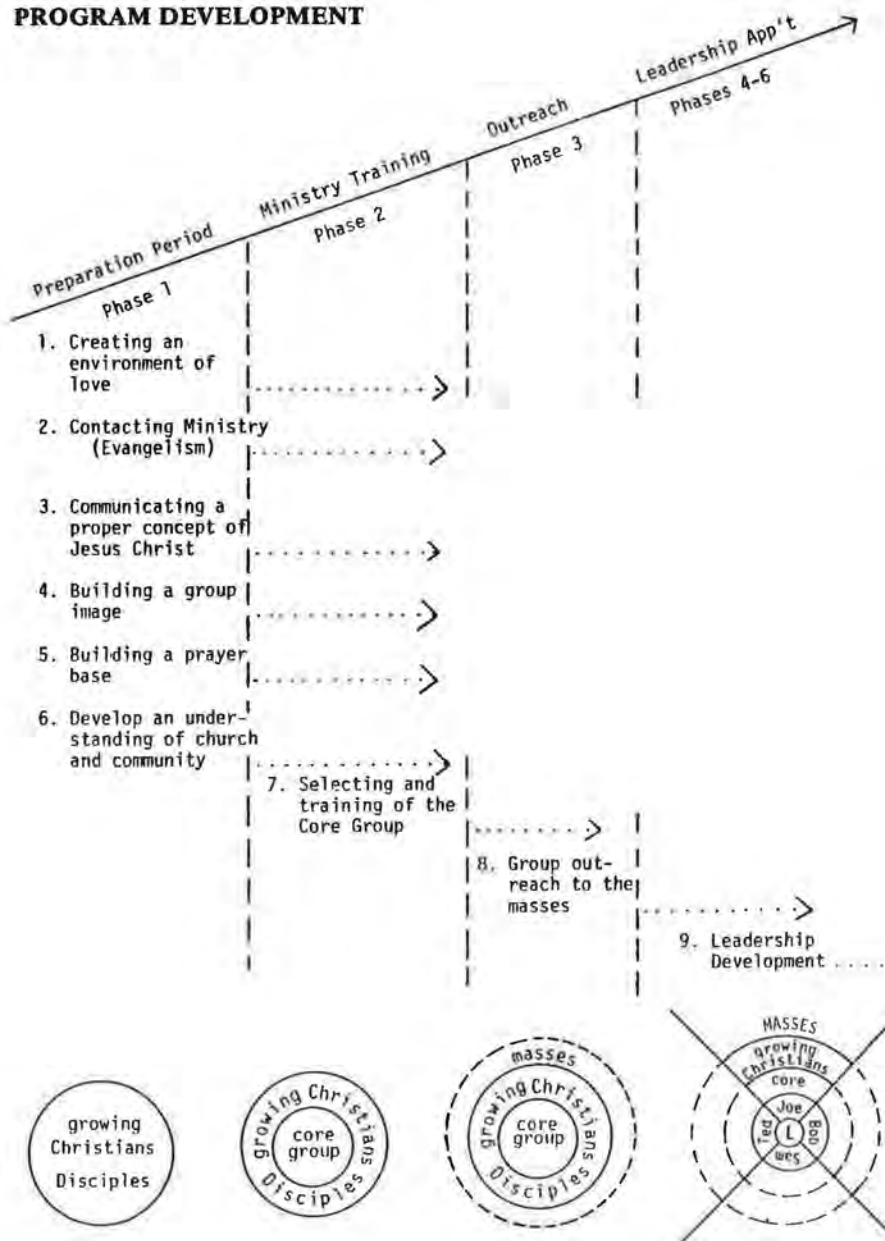 PROGRAM DEVELOPMENT
Preparation Period
Phase 1
Ministry Training
Phase 2
Outreach
Phase 3
Leadership App't
Phases 4-6
1. Creating an
environment of
love
2. Contacting Ministry
(Evangelism)
3. Communicating a
proper concept of
Jesus Christ
4. Building a group
image
5. Building a prayer
base
6. Develop an under-
standing of church
and community
7. Selecting and
training of the
Core Group
8. Group out-
reach to the
masses
9. Leadership
Development ....
growing
Christians
Disciples
growing Christians
core
group
Disciples
masses
growing Christians
core
group
Disciples
MASSES
growing
Christians
core
Joe
Ted
L
Bob
Sam